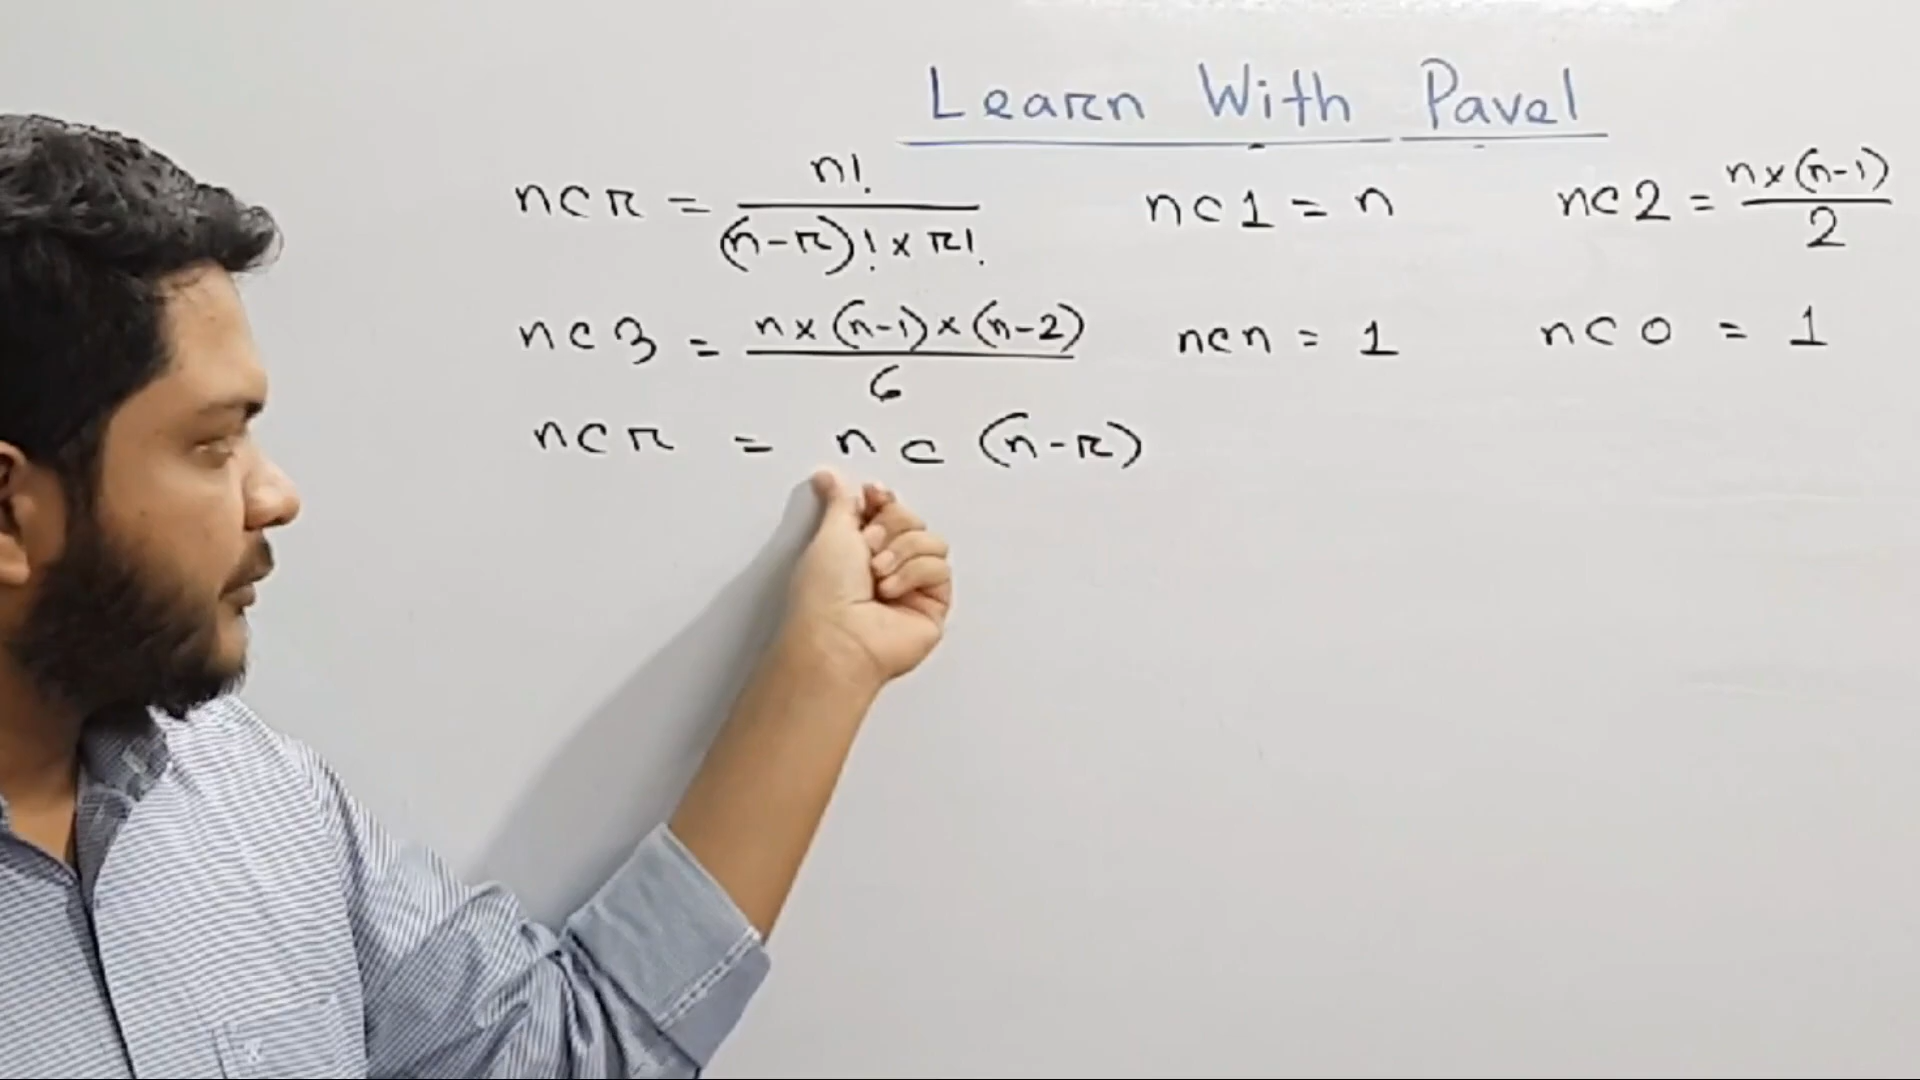 Learn With Pavel
ncr = n! / (n-r)! × r!    nc1 = n    nc2 = n×(n-1) / 2
nc3 = n×(n-1)×(n-2) / 6    ncn = 1    nc0 = 1
ncr = nc (n-r)